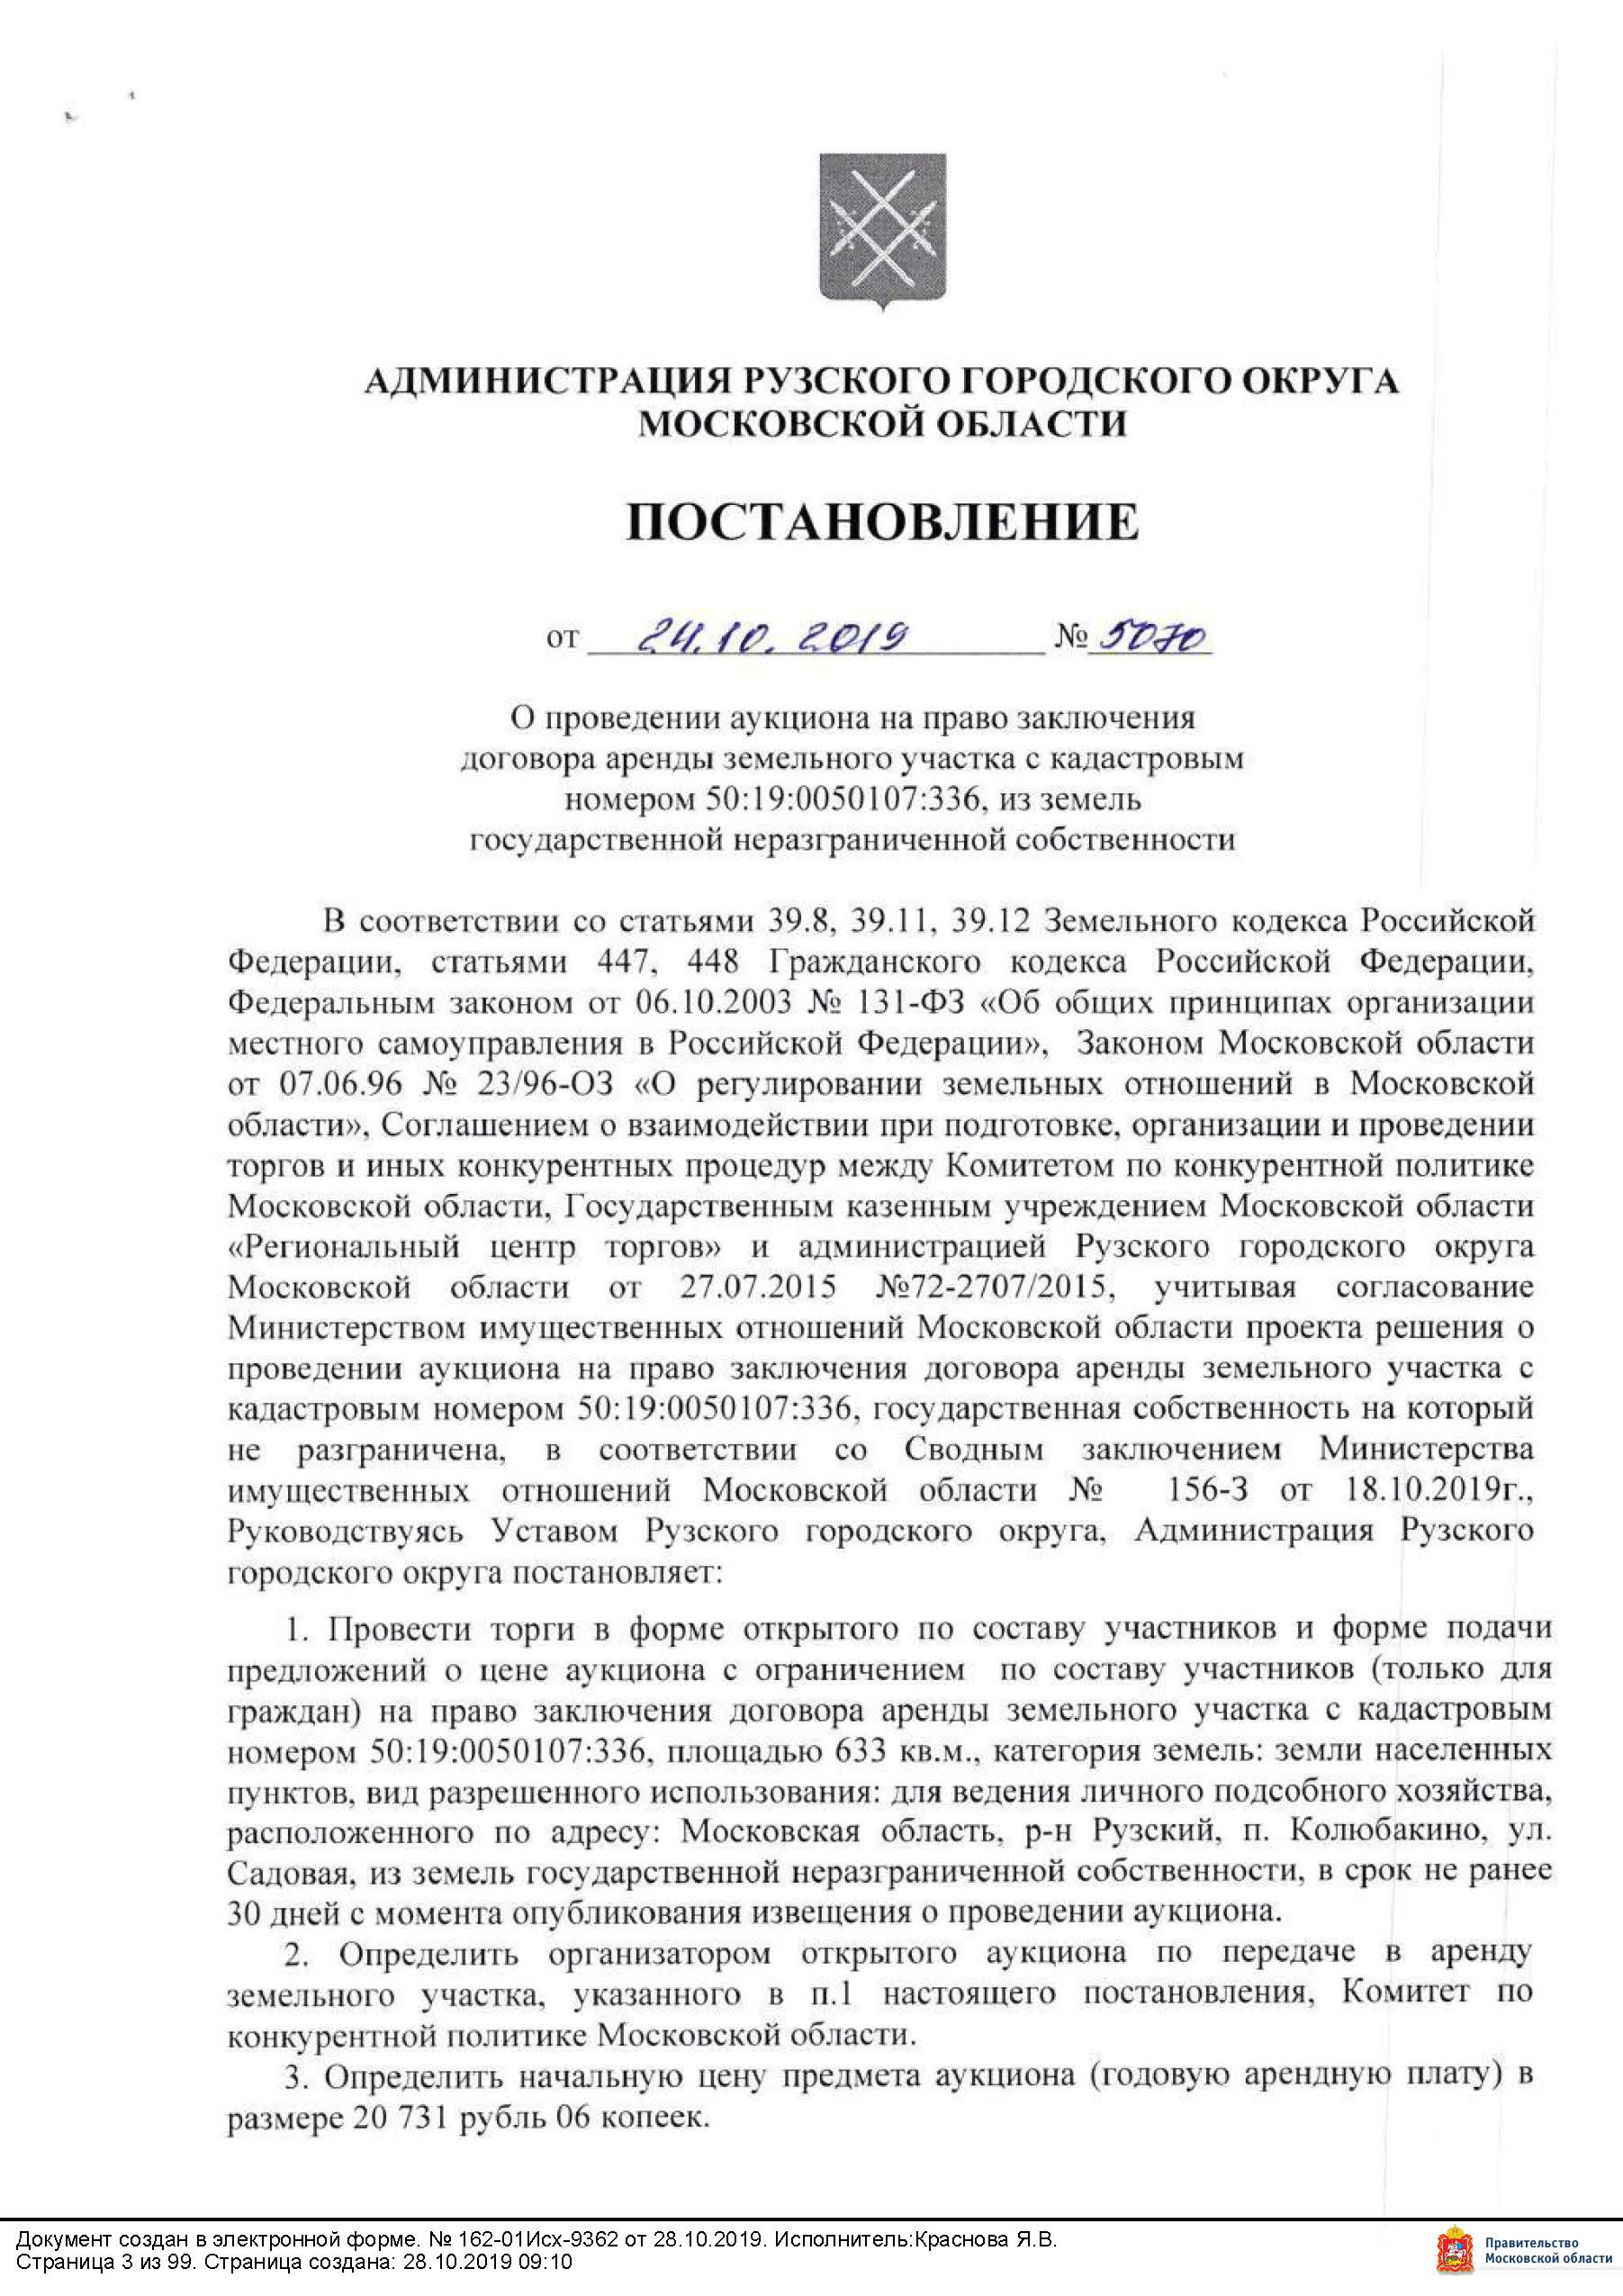 АДМИНИСТРАЦИЯ РУЗСКОГО ГОРОДСКОГО ОКРУГА
МОСКОВСКОЙ ОБЛАСТИ
ПОСТАНОВЛЕНИЕ
от 24.10.2019 № 5070
О проведении аукциона на право заключения
договора аренды земельного участка с кадастровым
номером 50:19:0050107:336, из земель
государственной неразграниченной собственности
В соответствии со статьями 39.8, 39.11, 39.12 Земельного кодекса Российской
Федерации, статьями 447, 448 Гражданского кодекса Российской Федерации,
Федеральным законом от 06.10.2003 № 131-ФЗ «Об общих принципах организации
местного самоуправления в Российской Федерации», Законом Московской области
от 07.06.96 № 23/96-ОЗ «О регулировании земельных отношений в Московской
области», Соглашением о взаимодействии при подготовке, организации и проведении
торгов и иных конкурентных процедур между Комитетом по конкурентной политике
Московской области, Государственным казенным учреждением Московской области
«Региональный центр торгов» и администрацией Рузского городского округа
Московской области от 27.07.2015 №72-2707/2015, учитывая согласование
Министерством имущественных отношений Московской области проекта решения о
проведении аукциона на право заключения договора аренды земельного участка с
кадастровым номером 50:19:0050107:336, государственная собственность на который
не разграничена, в соответствии со Сводным заключением Министерства
имущественных отношений Московской области № 156-З от 18.10.2019г.,
Руководствуясь Уставом Рузского городского округа, Администрация Рузского
городского округа постановляет:
1. Провести торги в форме открытого по составу участников и форме подачи
предложений о цене аукциона с ограничением по составу участников (только для
граждан) на право заключения договора аренды земельного участка с кадастровым
номером 50:19:0050107:336, площадью 633 кв.м., категория земель: земли населенных
пунктов, вид разрешенного использования: для ведения личного подсобного хозяйства,
расположенного по адресу: Московская область, р-н Рузский, п. Колюбакино, ул.
Садовая, из земель государственной неразграниченной собственности, в срок не ранее
30 дней с момента опубликования извещения о проведении аукциона.
2. Определить организатором открытого аукциона по передаче в аренду
земельного участка, указанного в п.1 настоящего постановления, Комитет по
конкурентной политике Московской области.
3. Определить начальную цену предмета аукциона (годовую арендную плату) в
размере 20 731 рубль 06 копеек.
Документ создан в электронной форме. № 162-01Исх-9362 от 28.10.2019. Исполнитель:Краснова Я.В.
Страница 3 из 99. Страница создана: 28.10.2019 09:10
Правительство
Московской области